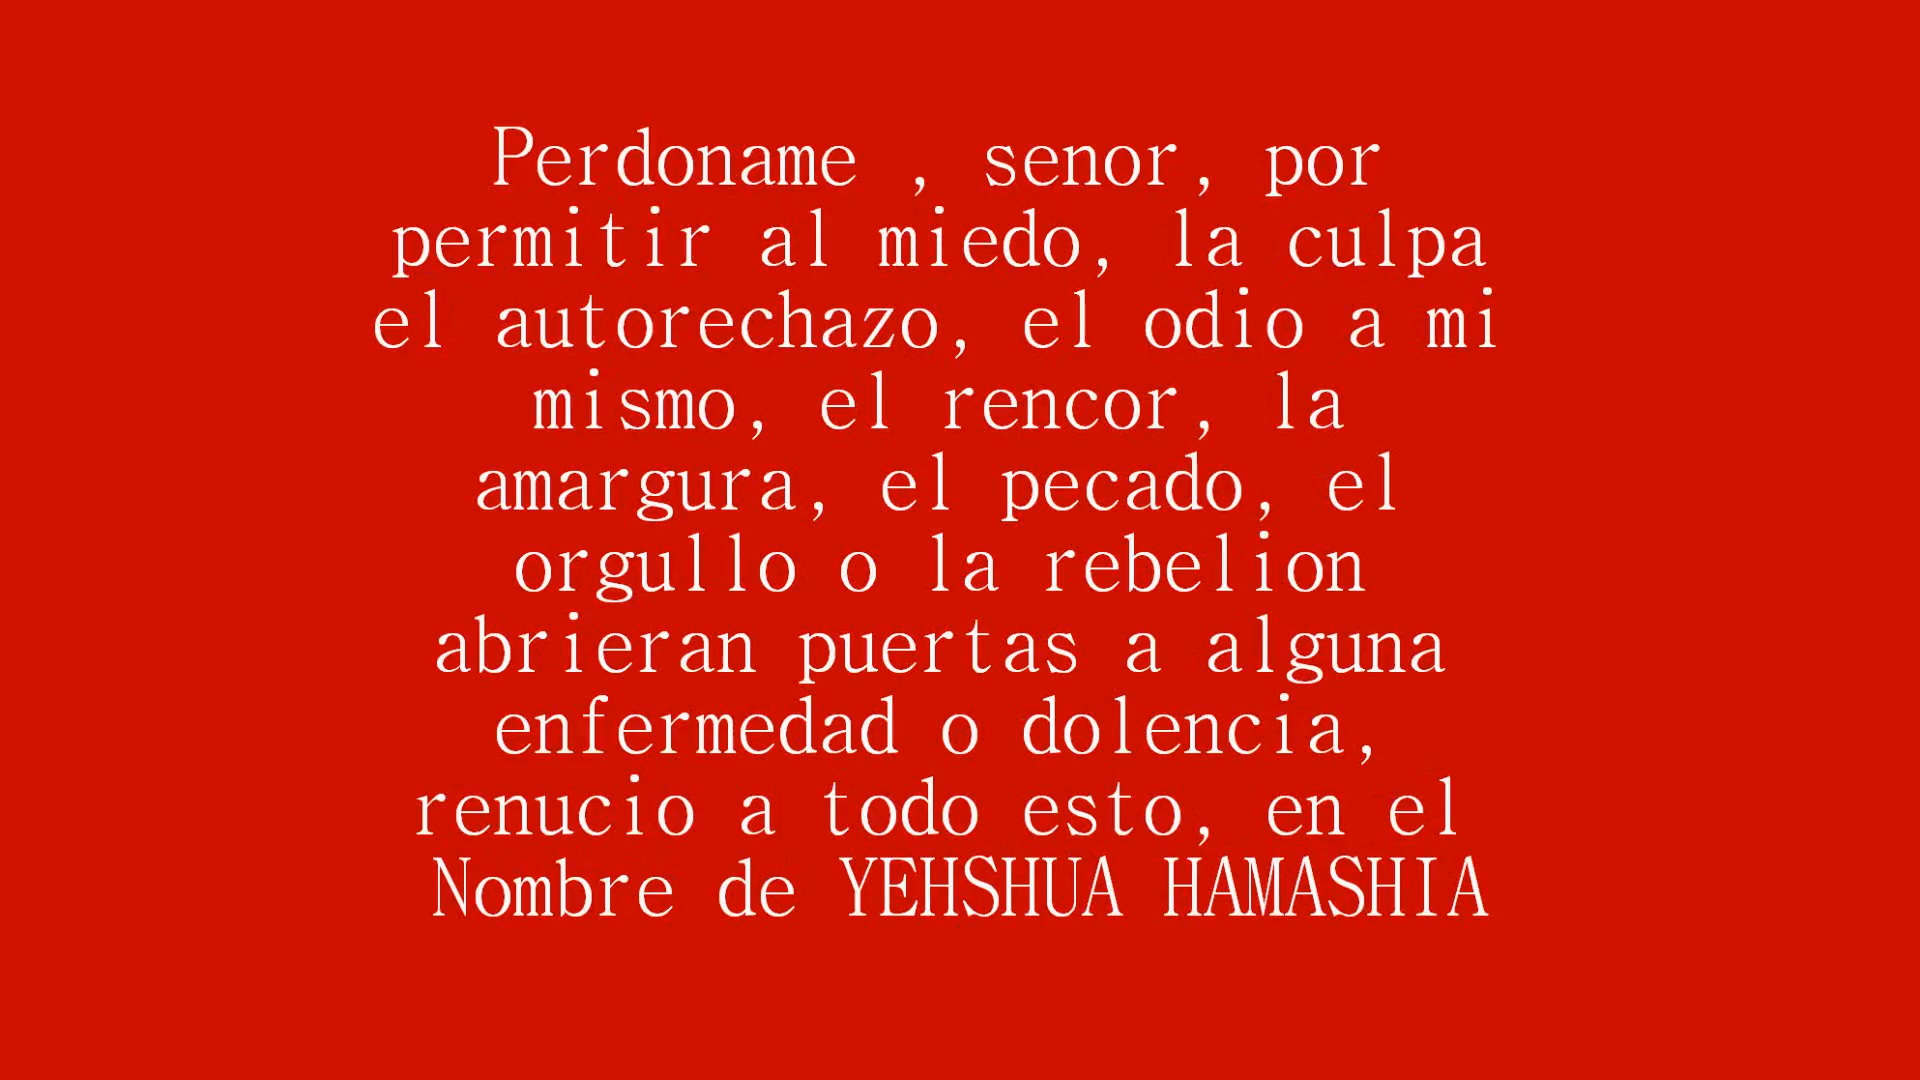 Perdoname , senor, por
permitir al miedo, la culpa
el autorechazo, el odio a mi
mismo, el rencor, la
amargura, el pecado, el
orgullo o la rebelion
abrieran puertas a alguna
enfermedad o dolencia,
renucio a todo esto, en el
Nombre de YEHSHUA HAMASHIA